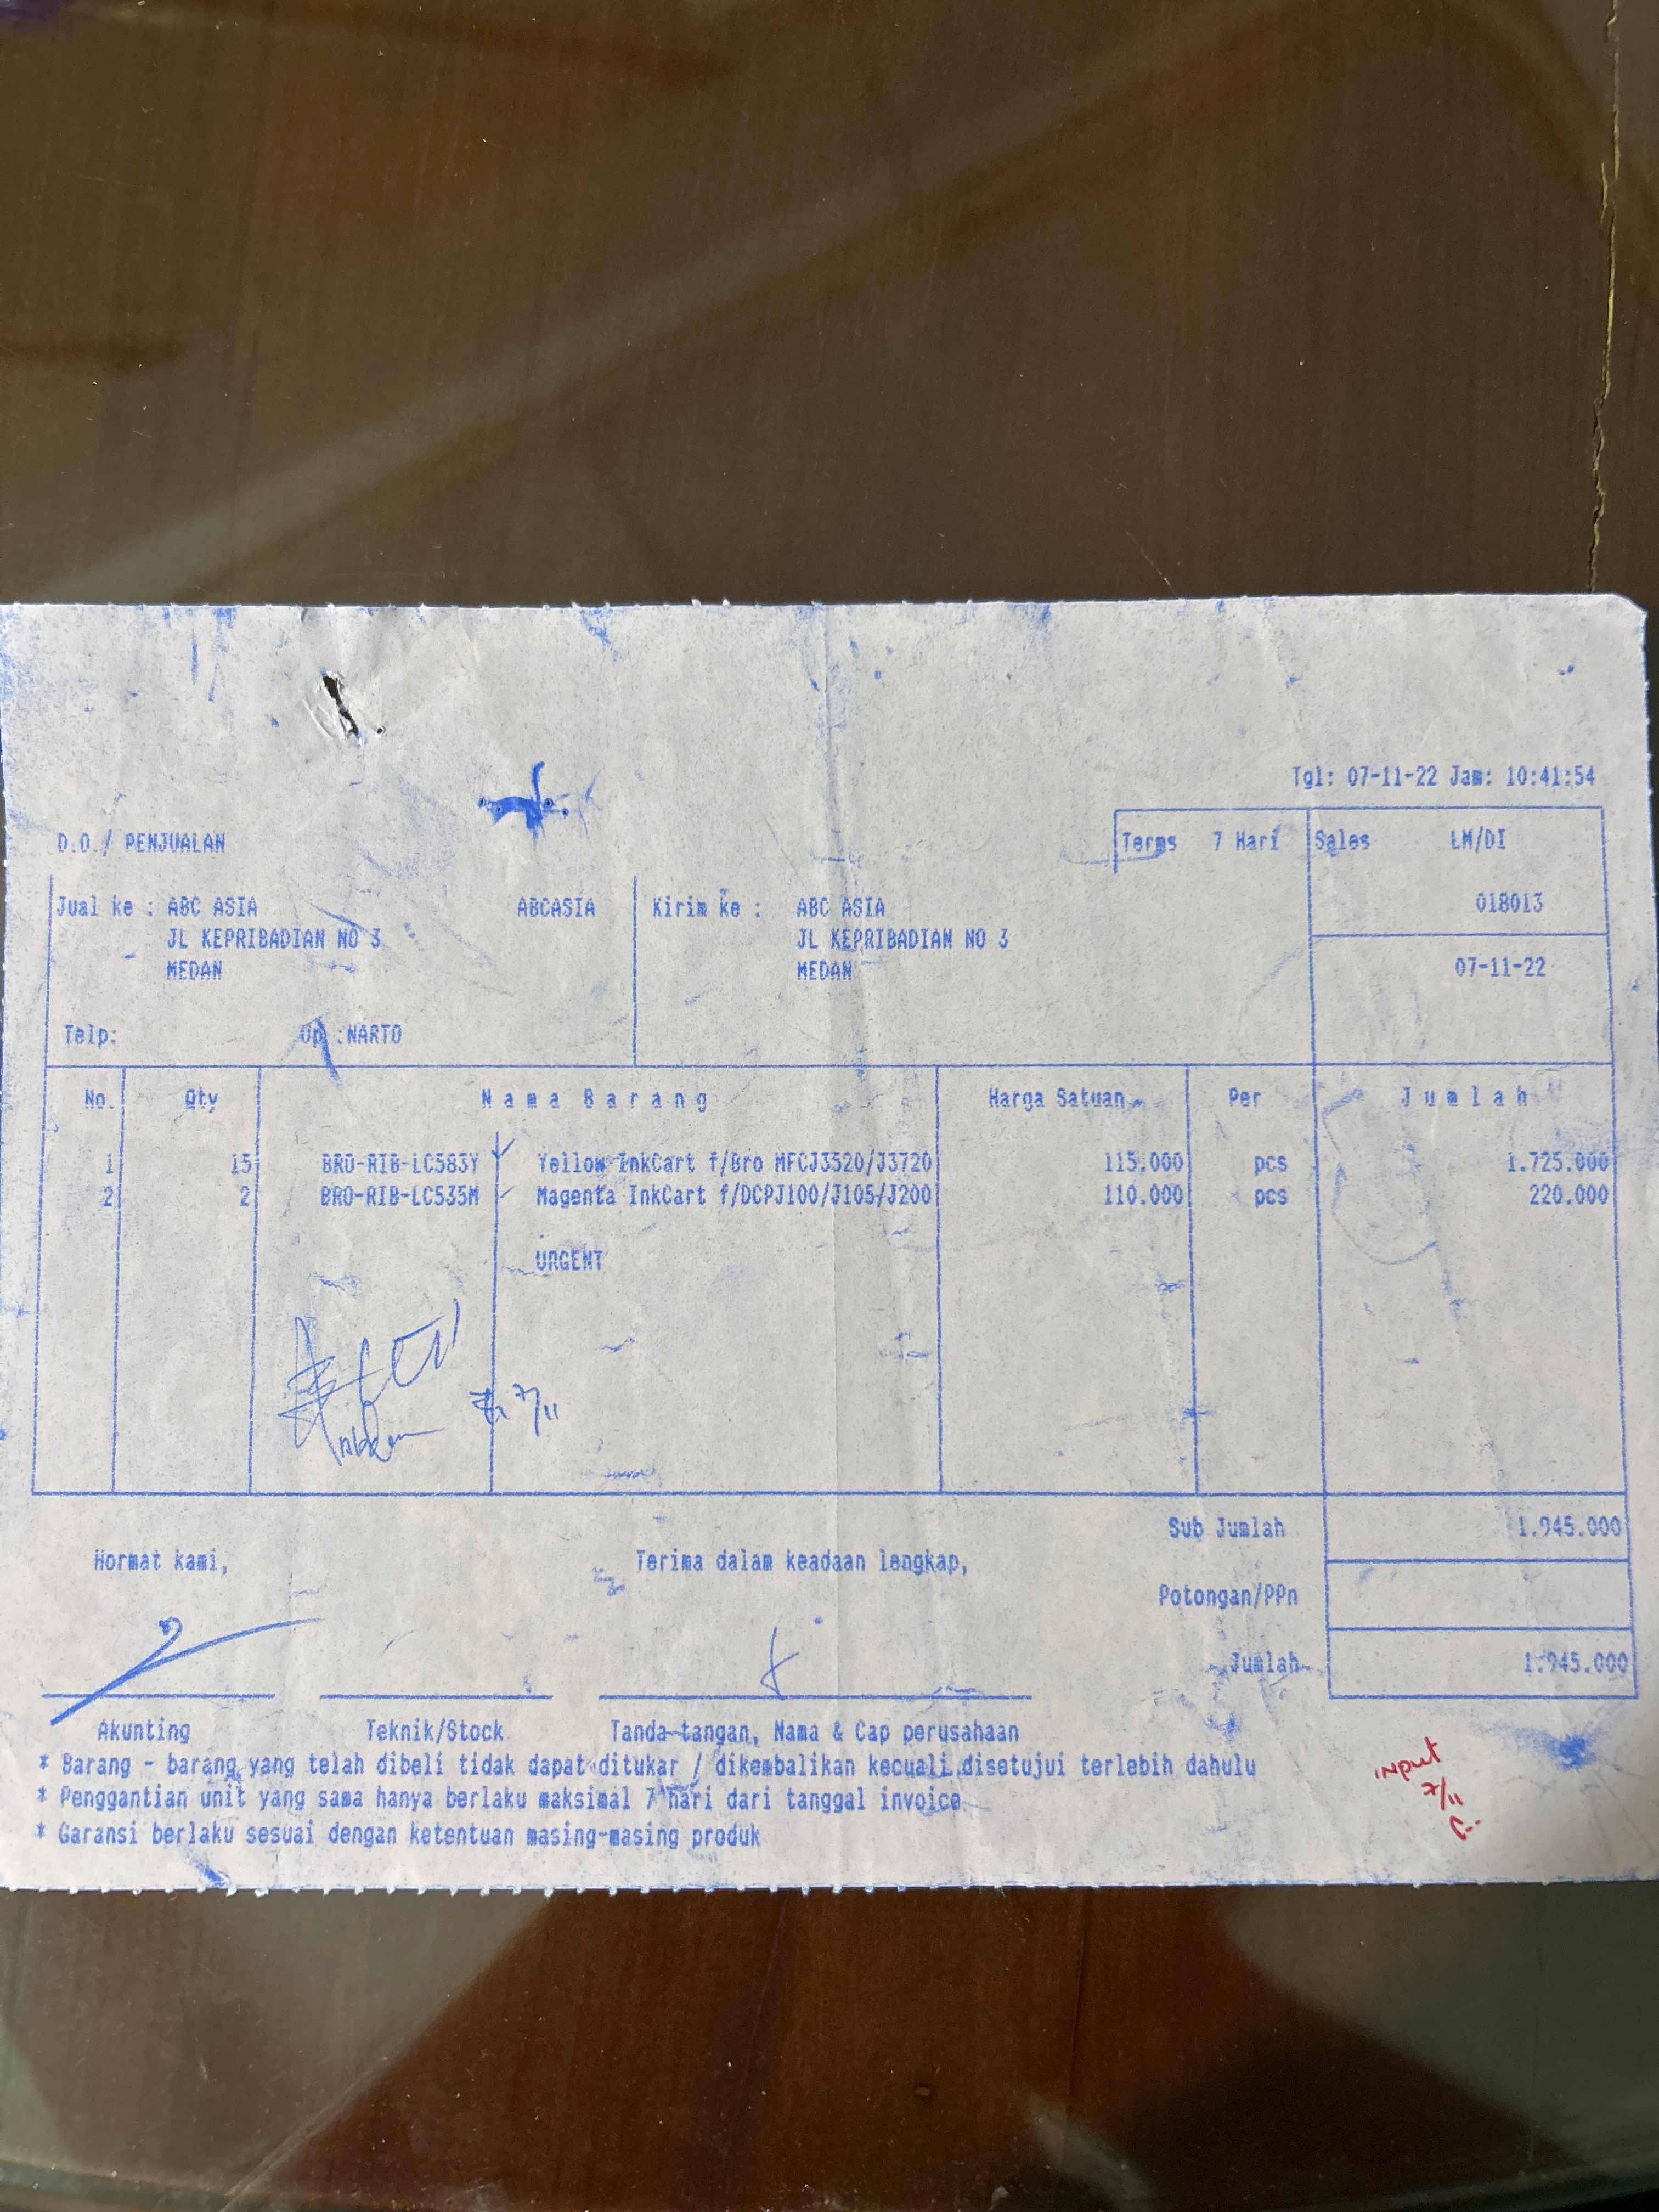 Tgl: 07-11-22 Jam: 10:41:54
D.O./ PENJUALAN
Terms 7 Hari Sales LM/DI
Jual ke : ABC ASIA ABCASIA Kirim ke : ABC ASIA 018013
JL KEPRIBADIAN NO 3 JL KEPRIBADIAN NO 3
MEDAN MEDAN 07-11-22
Telp: Up :NARTO
No. Qty Nama Barang Harga Satuan Per Jumlah
1 15 BRO-RIB-LC583Y Yellow InkCart f/Bro MFCJ3520/J3720 115.000 pcs 1.725.000
2 2 BRO-RIB-LC535M Magenta InkCart f/DCPJ100/J105/J200 110.000 pcs 220.000
URGENT
7/11
Sub Jumlah 1.945.000
Hormat kami, Terima dalam keadaan lengkap,
Potongan/PPn
Jumlah 1.945.000
Akunting Teknik/Stock Tanda-tangan, Nama & Cap perusahaan
* Barang - barang yang telah dibeli tidak dapat ditukar / dikembalikan kecuali disetujui terlebih dahulu
* Penggantian unit yang sama hanya berlaku maksimal 7 hari dari tanggal invoice
* Garansi berlaku sesuai dengan ketentuan masing-masing produk
input
7/11